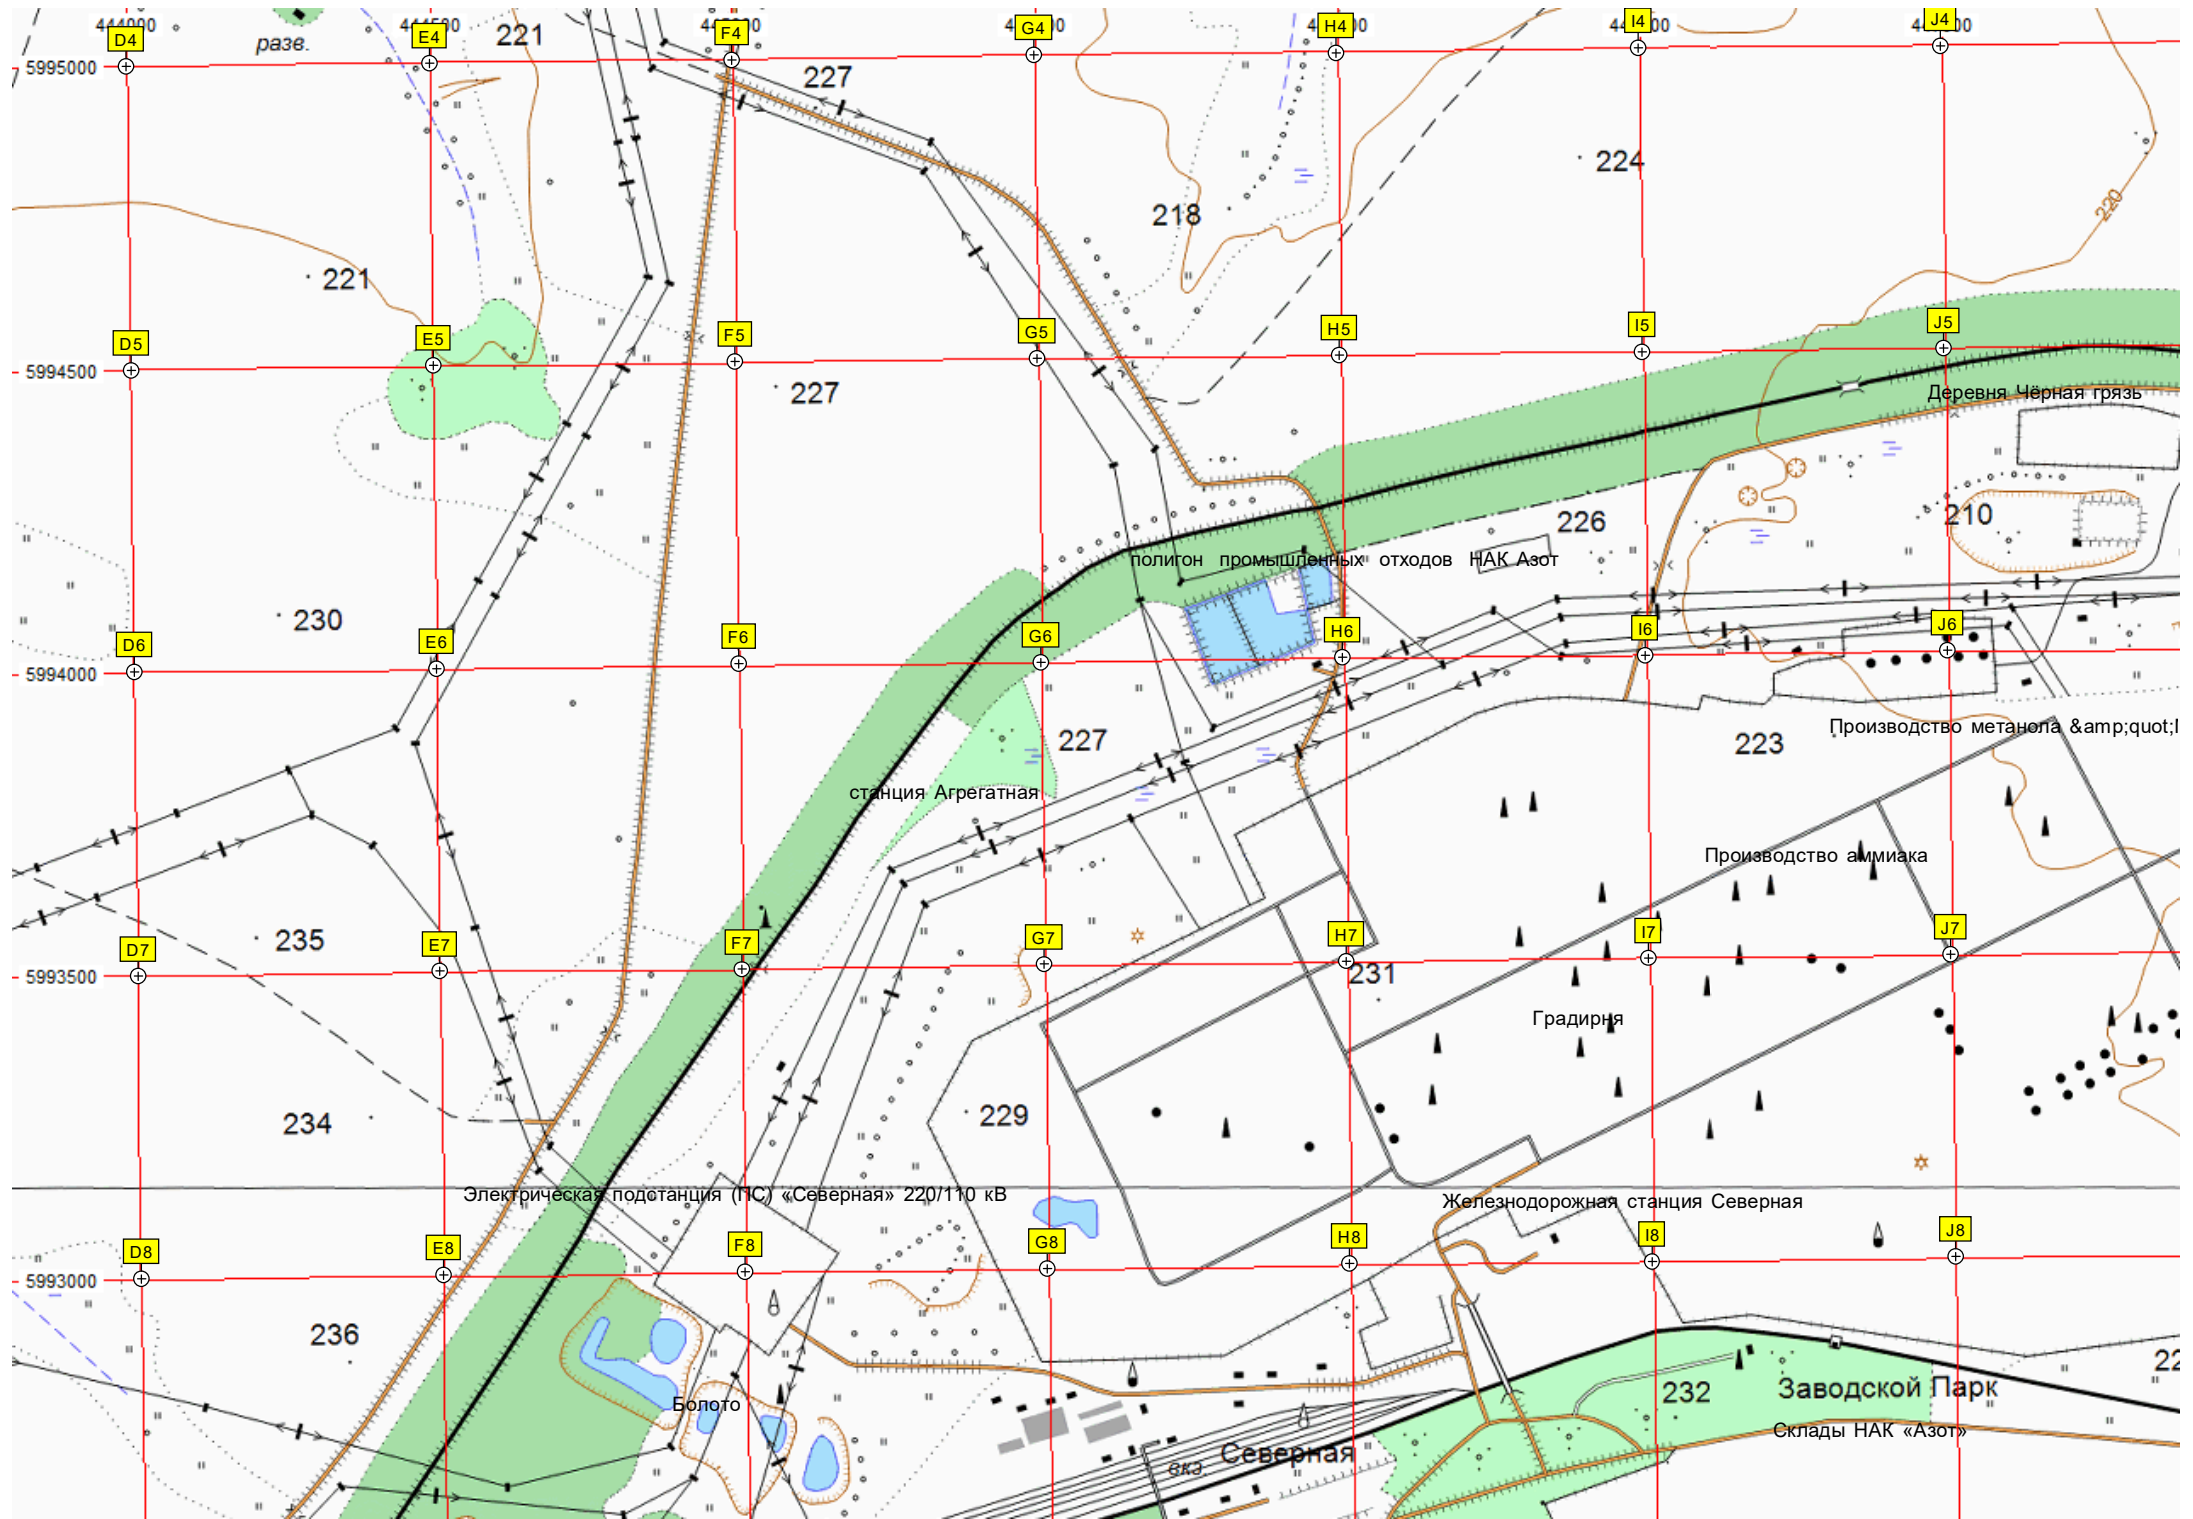 D4
E4
F4
G4
H4
I4
J4
разв.
221
5995000
227
224
218
220
221
D5
E5
F5
G5
H5
I5
J5
5994500
227
Деревня Чёрная грязь
226
210
полигон промышленных отходов НАК Азот
230
D6
E6
F6
G6
H6
I6
J6
5994000
227
223
Производство метанола &amp;quot;
станция Агрегатная
Производство аммиака
235
D7
E7
F7
G7
H7
I7
J7
5993500
231
Градирня
234
229
Электрическая подстанция (ПС) «Северная» 220/110 кВ
Железнодорожная станция Северная
D8
E8
F8
G8
H8
I8
J8
5993000
236
22
232
Заводской Парк
Болото
Склады НАК «Азот»
Северная
вкз.